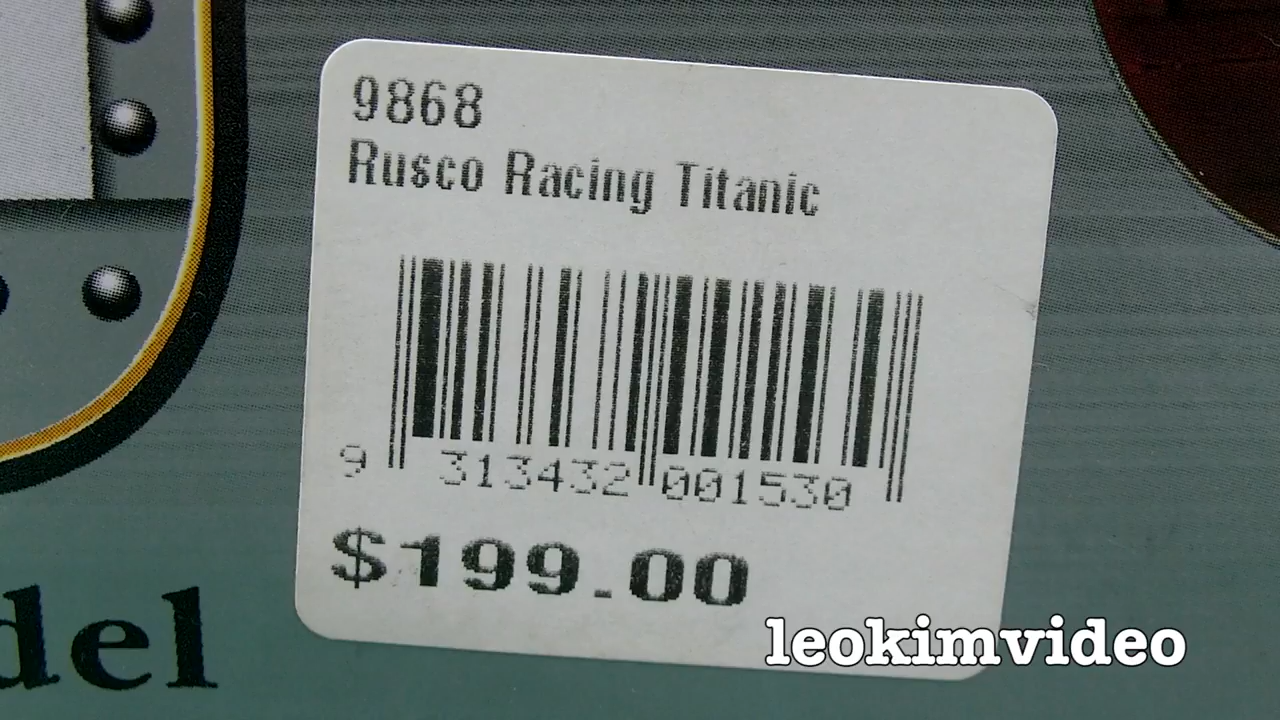 9868
Rusco Racing Titanic
9 313432 001530
$199.00
del
leokimvideo